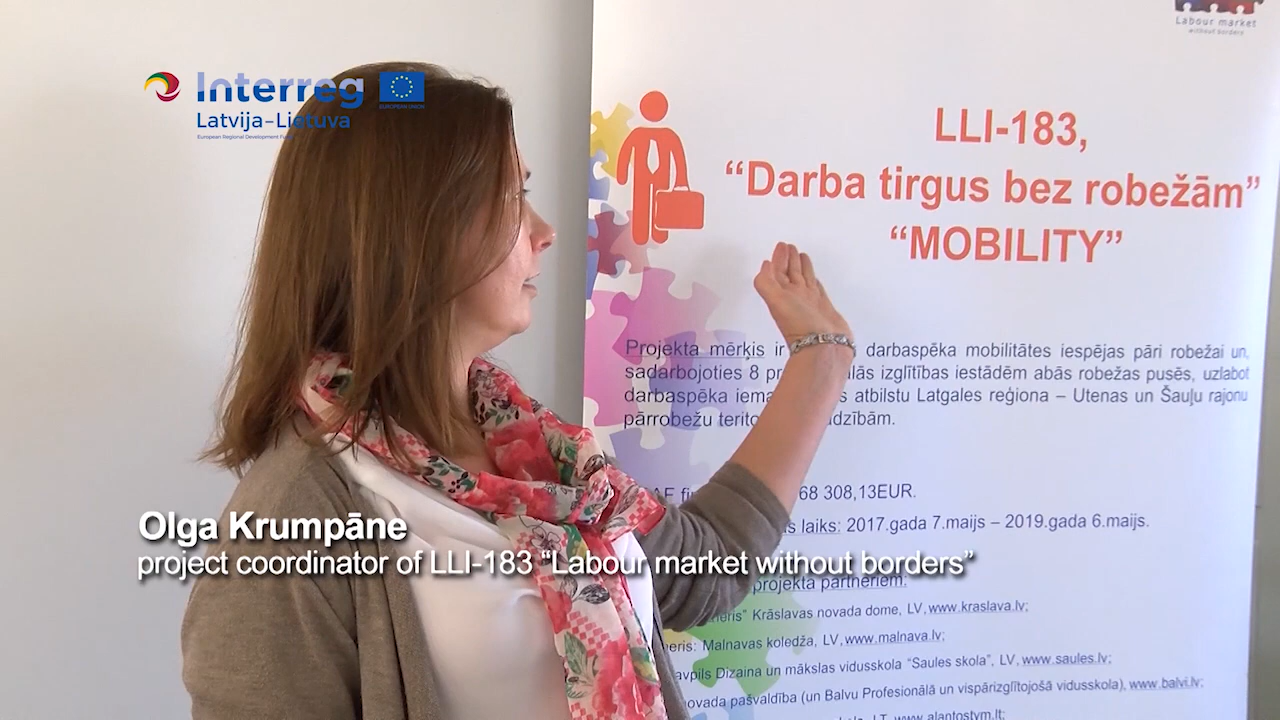 Labour market
without borders
Interreg
EUROPEAN UNION
Latvija-Lietuva
European Regional Development
LLI-183,
“Darba tirgus bez robežām”
“MOBILITY”
Projekta mērķis ir darbaspēka mobilitātes iespējas pāri robežai un,
sadarbojoties 8 izglītības iestādēm abās robežas pusēs, uzlabot
darbaspēka atbilstu Latgales reģiona – Utenas un Šauļu rajonu
pārrobežu
68 308,13EUR.
laiks: 2017.gada 7.maijs – 2019.gada 6.maijs.
Olga Krumpāne
project coordinator of LLI-183 “Labour market without borders”
projekta partneriem:
Krāslavas novada dome, LV, www.kraslava.lv;
Malnavas koledža, LV, www.malnava.lv;
Dizaina un mākslas vidusskola “Saules skola”, LV, www.saules.lv;
pašvaldība (un Balvu Profesionālā un vispārizglītojošā vidusskola), www.balvi.lv;
LT, www.alantostvm.lt;